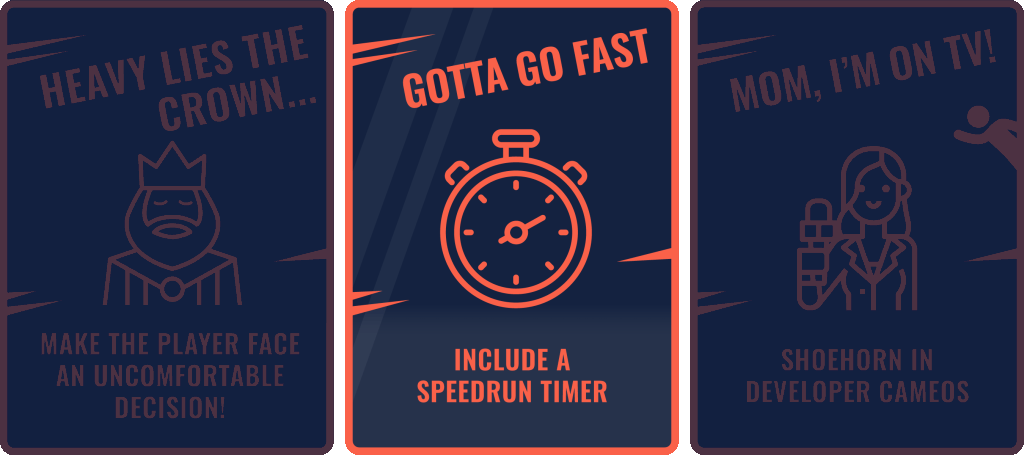 HEAVY LIES THE
CROWN...
MAKE THE PLAYER FACE
AN UNCOMFORTABLE
DECISION!
GOTTA GO FAST
INCLUDE A
SPEEDRUN TIMER
MOM, I'M ON TV!
SHOEHORN IN
DEVELOPER CAMEOS